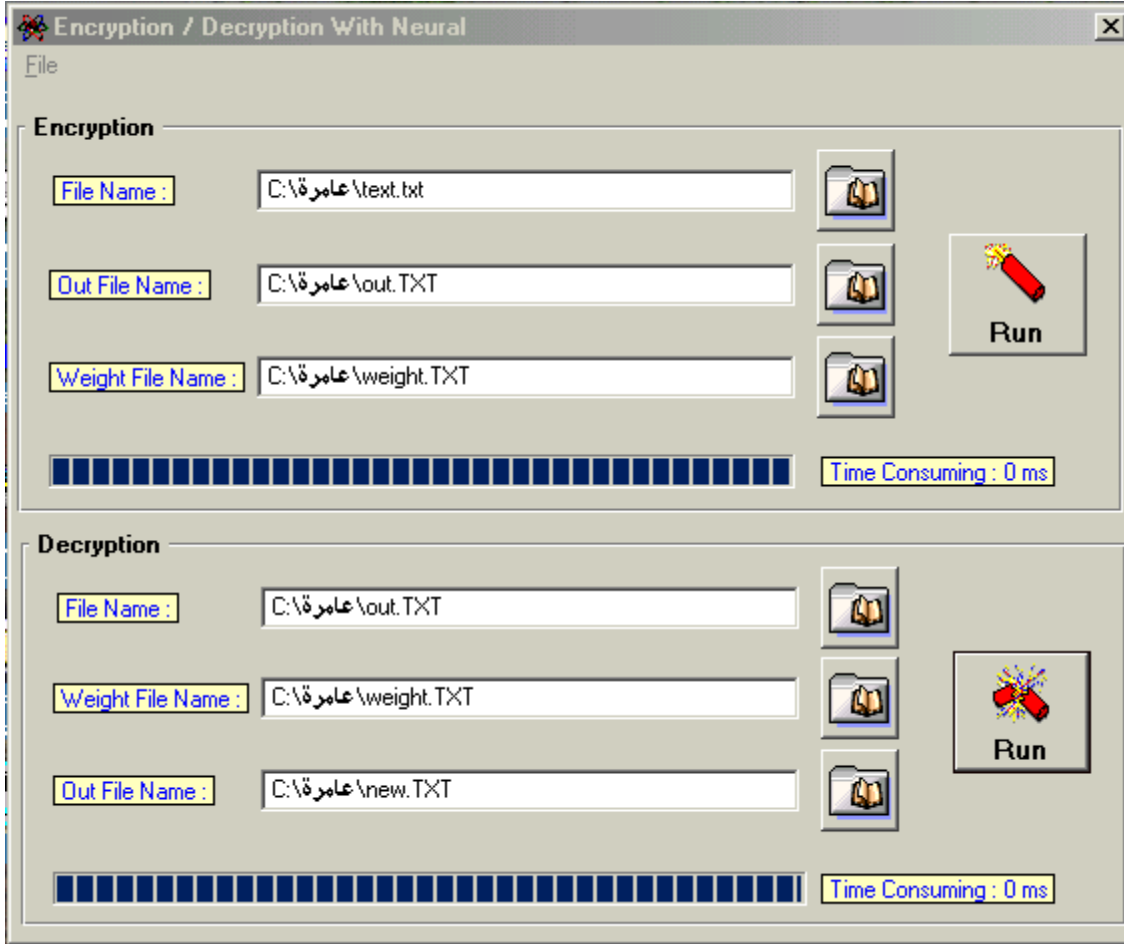 Encryption / Decryption With Neural
File
Encryption
File Name :
C:\عامرة\text.txt
Out File Name :
C:\عامرة\out.TXT
Run
Weight File Name :
C:\عامرة\weight.TXT
Time Consuming : 0 ms
Decryption
File Name :
C:\عامرة\out.TXT
Weight File Name :
C:\عامرة\weight.TXT
Run
Out File Name :
C:\عامرة\new.TXT
Time Consuming : 0 ms